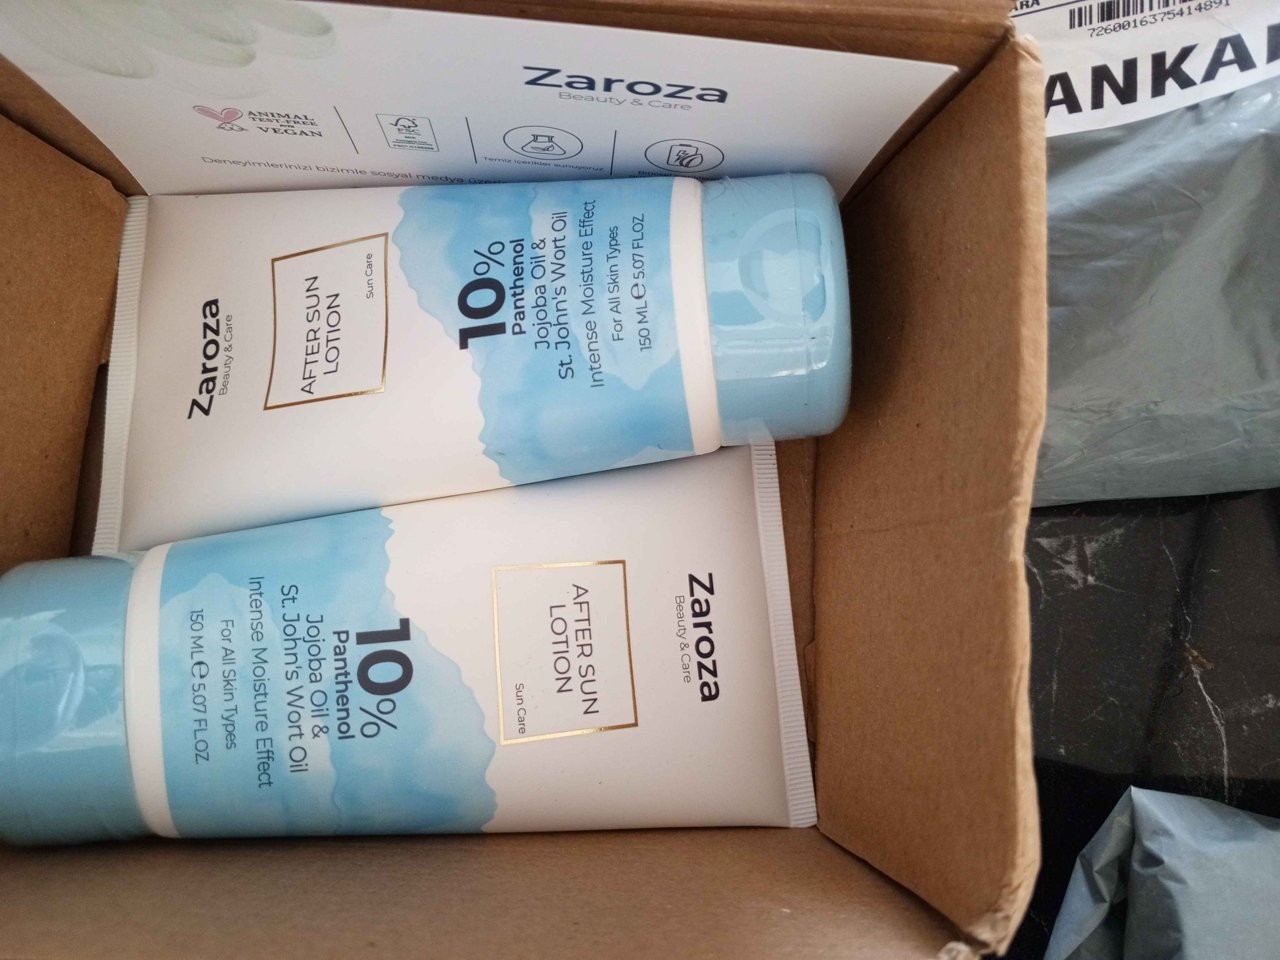 Zaroza
Beauty & Care
ANIMAL
TEST-FREE
VEGAN
FSC
MIX
Temiz içerikler sunuyoruz
Deneyimlerinizi bizimle sosyal medya
Zaroza
Beauty & Care
AFTER SUN
LOTION
Sun Care
10%
Panthenol
Jojoba Oil &
St. John's Wort Oil
Intense Moisture Effect
For All Skin Types
150 ML e 5.07 FL.OZ
Zaroza
Beauty & Care
AFTER SUN
LOTION
Sun Care
10%
Panthenol
Jojoba Oil &
St. John's Wort Oil
Intense Moisture Effect
For All Skin Types
150 ML e 5.07 FL.OZ
7260016375414891
ANKA